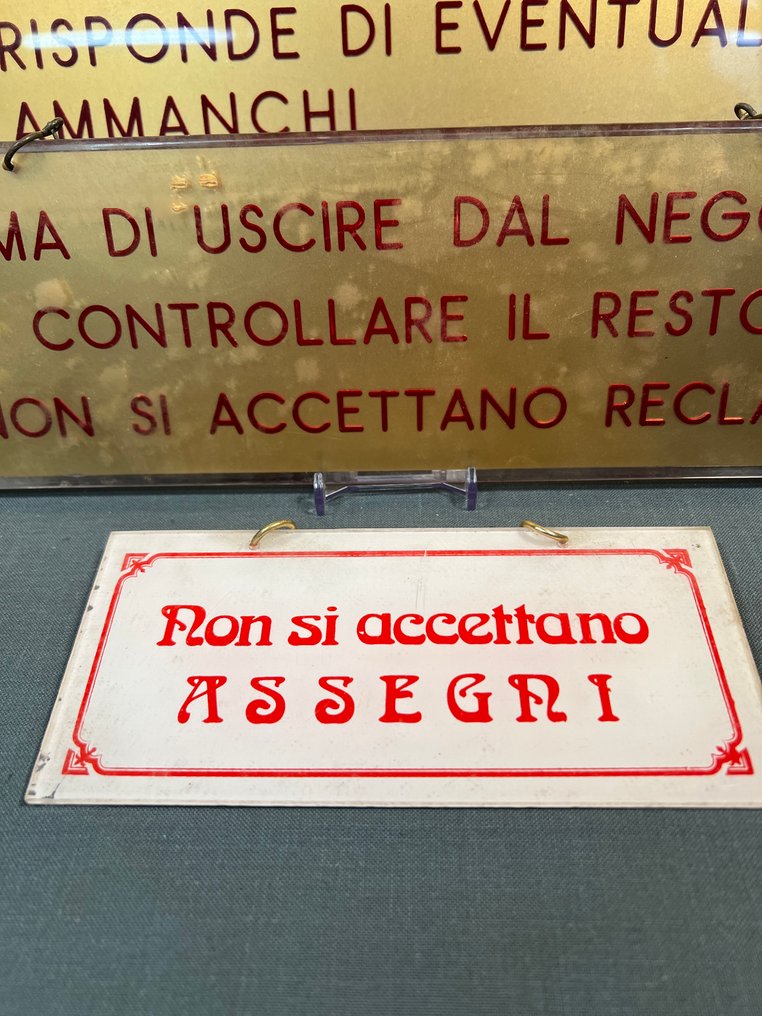 RISPONDE DI EVENTUAL
AMMANCHI
MA DI USCIRE DAL NEGO
CONTROLLARE IL RESTO
NON SI ACCETTANO RECLA
Non si accettano
ASSEGNI